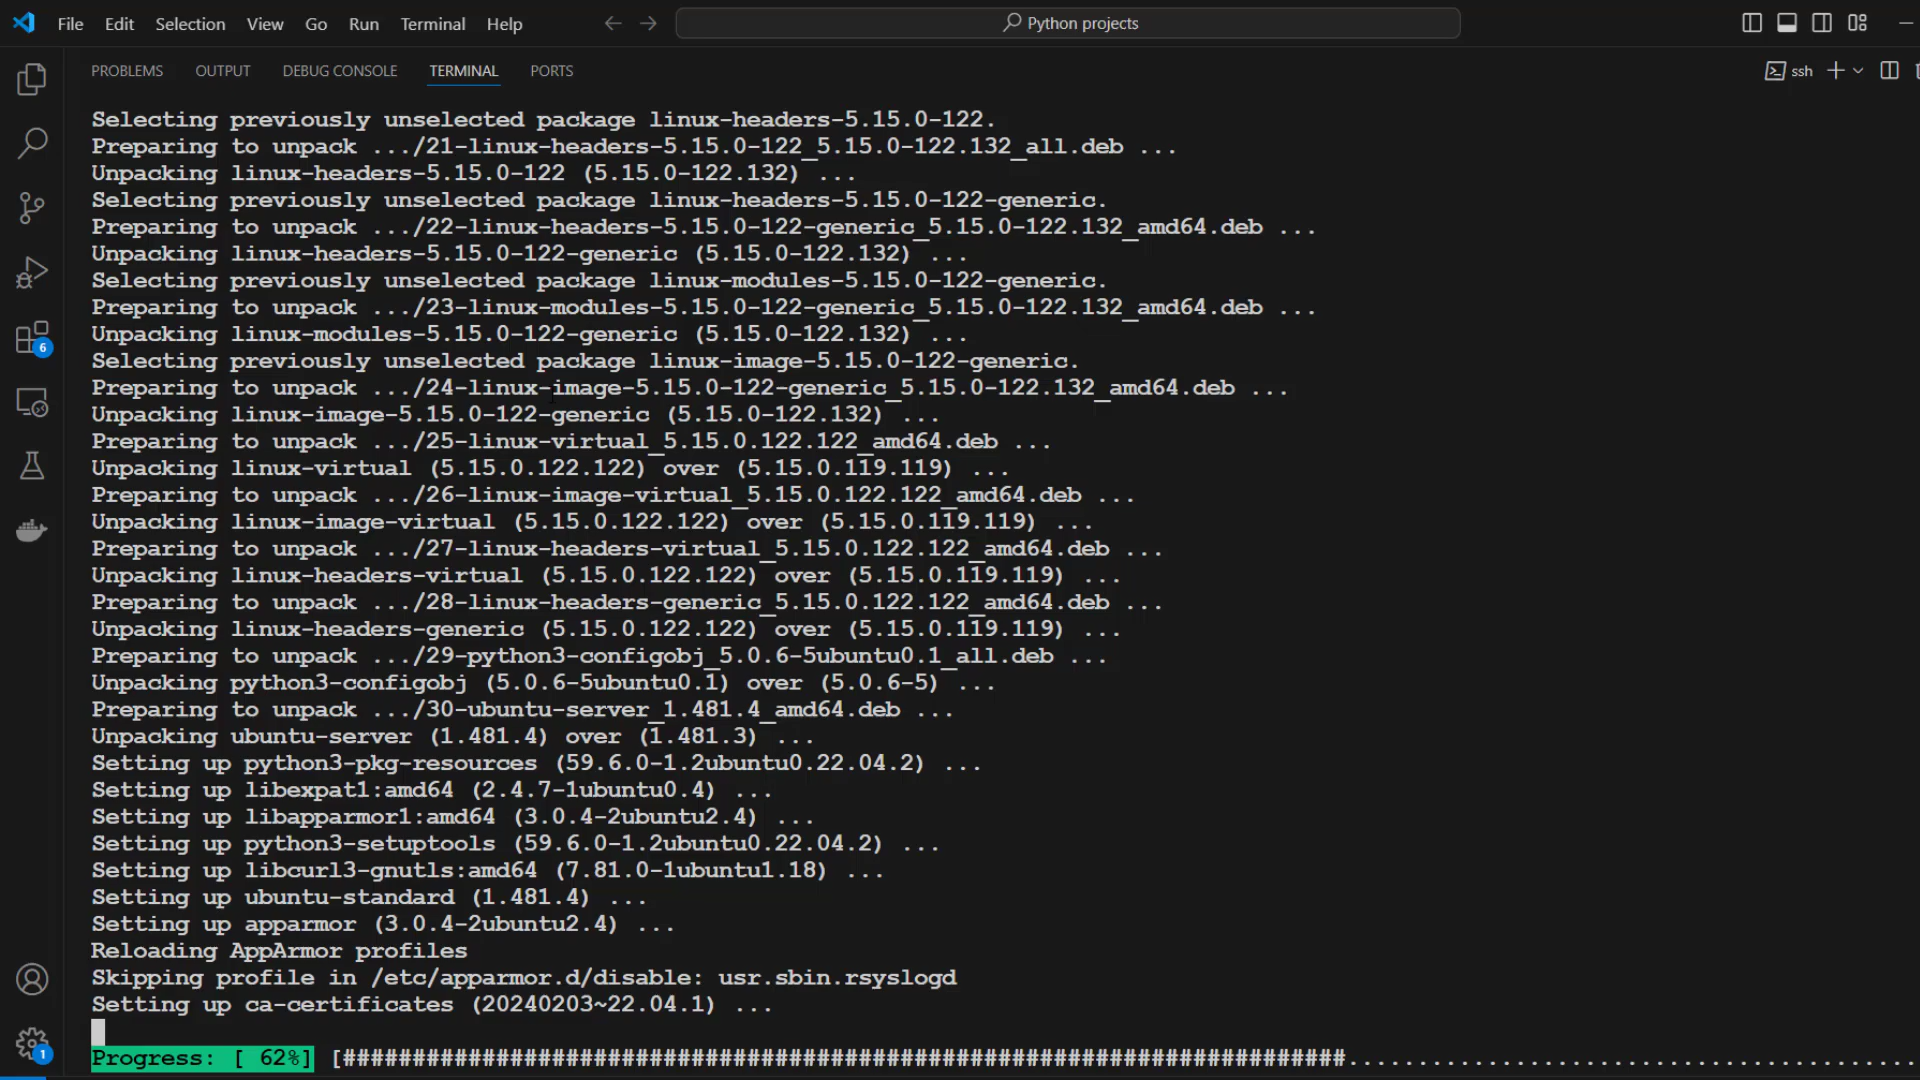 File Edit Selection View Go Run Terminal Help
Python projects
PROBLEMS OUTPUT DEBUG CONSOLE TERMINAL PORTS
ssh
Selecting previously unselected package linux-headers-5.15.0-122.
Preparing to unpack .../21-linux-headers-5.15.0-122_5.15.0-122.132_all.deb ...
Unpacking linux-headers-5.15.0-122 (5.15.0-122.132) ...
Selecting previously unselected package linux-headers-5.15.0-122-generic.
Preparing to unpack .../22-linux-headers-5.15.0-122-generic_5.15.0-122.132_amd64.deb ...
Unpacking linux-headers-5.15.0-122-generic (5.15.0-122.132) ...
Selecting previously unselected package linux-modules-5.15.0-122-generic.
Preparing to unpack .../23-linux-modules-5.15.0-122-generic_5.15.0-122.132_amd64.deb ...
Unpacking linux-modules-5.15.0-122-generic (5.15.0-122.132) ...
Selecting previously unselected package linux-image-5.15.0-122-generic.
Preparing to unpack .../24-linux-image-5.15.0-122-generic_5.15.0-122.132_amd64.deb ...
Unpacking linux-image-5.15.0-122-generic (5.15.0-122.132) ...
Preparing to unpack .../25-linux-virtual_5.15.0.122.122_amd64.deb ...
Unpacking linux-virtual (5.15.0.122.122) over (5.15.0.119.119) ...
Preparing to unpack .../26-linux-image-virtual_5.15.0.122.122_amd64.deb ...
Unpacking linux-image-virtual (5.15.0.122.122) over (5.15.0.119.119) ...
Preparing to unpack .../27-linux-headers-virtual_5.15.0.122.122_amd64.deb ...
Unpacking linux-headers-virtual (5.15.0.122.122) over (5.15.0.119.119) ...
Preparing to unpack .../28-linux-headers-generic_5.15.0.122.122_amd64.deb ...
Unpacking linux-headers-generic (5.15.0.122.122) over (5.15.0.119.119) ...
Preparing to unpack .../29-python3-configobj_5.0.6-5ubuntu0.1_all.deb ...
Unpacking python3-configobj (5.0.6-5ubuntu0.1) over (5.0.6-5) ...
Preparing to unpack .../30-ubuntu-server_1.481.4_amd64.deb ...
Unpacking ubuntu-server (1.481.4) over (1.481.3) ...
Setting up python3-pkg-resources (59.6.0-1.2ubuntu0.22.04.2) ...
Setting up libexpat1:amd64 (2.4.7-1ubuntu0.4) ...
Setting up libapparmor1:amd64 (3.0.4-2ubuntu2.4) ...
Setting up python3-setuptools (59.6.0-1.2ubuntu0.22.04.2) ...
Setting up libcurl3-gnutls:amd64 (7.81.0-1ubuntu1.18) ...
Setting up ubuntu-standard (1.481.4) ...
Setting up apparmor (3.0.4-2ubuntu2.4) ...
Reloading AppArmor profiles
Skipping profile in /etc/apparmor.d/disable: usr.sbin.rsyslogd
Setting up ca-certificates (20240203~22.04.1) ...
Progress: [ 62%] [########################################################################.........................................
6
1